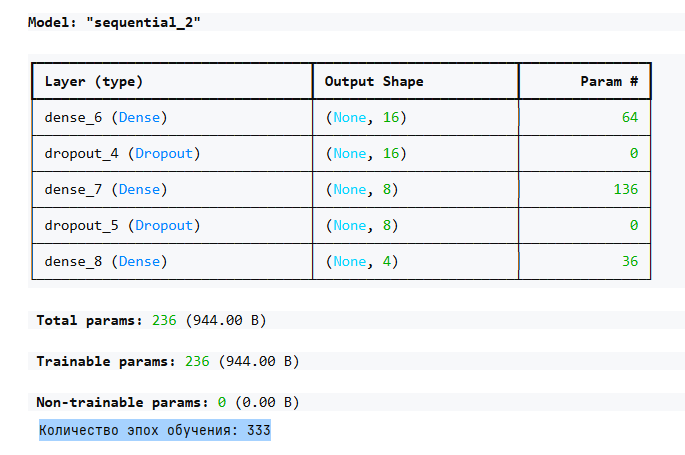 Model: "sequential_2"
Layer (type) Output Shape Param #
dense_6 (Dense) (None, 16) 64
dropout_4 (Dropout) (None, 16) 0
dense_7 (Dense) (None, 8) 136
dropout_5 (Dropout) (None, 8) 0
dense_8 (Dense) (None, 4) 36
Total params: 236 (944.00 B)
Trainable params: 236 (944.00 B)
Non-trainable params: 0 (0.00 B)
Количество эпох обучения: 333